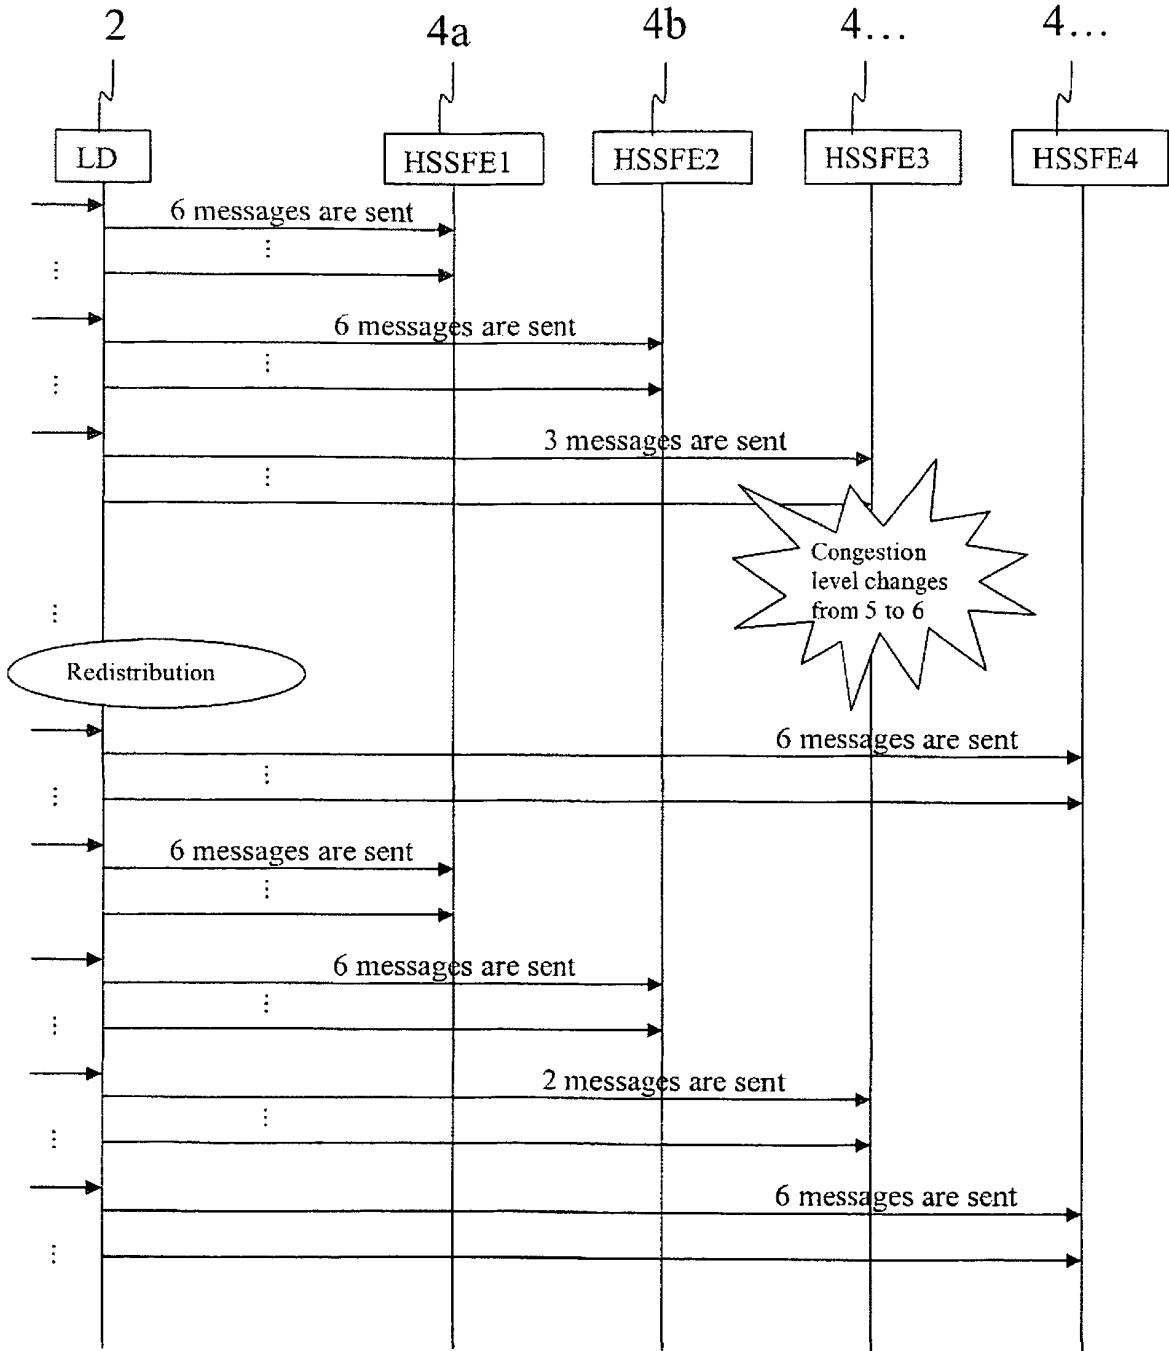 2 4a 4b 4... 4...
LD HSSFE1 HSSFE2 HSSFE3 HSSFE4
6 messages are sent
6 messages are sent
3 messages are sent
Congestion
level changes
from 5 to 6
Redistribution
6 messages are sent
6 messages are sent
6 messages are sent
2 messages are sent
6 messages are sent